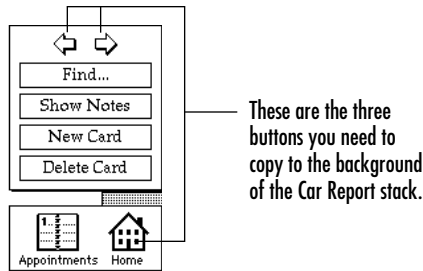 Find...
Show Notes
New Card
Delete Card
These are the three
buttons you need to
copy to the background
of the Car Report stack.
1
Appointments Home